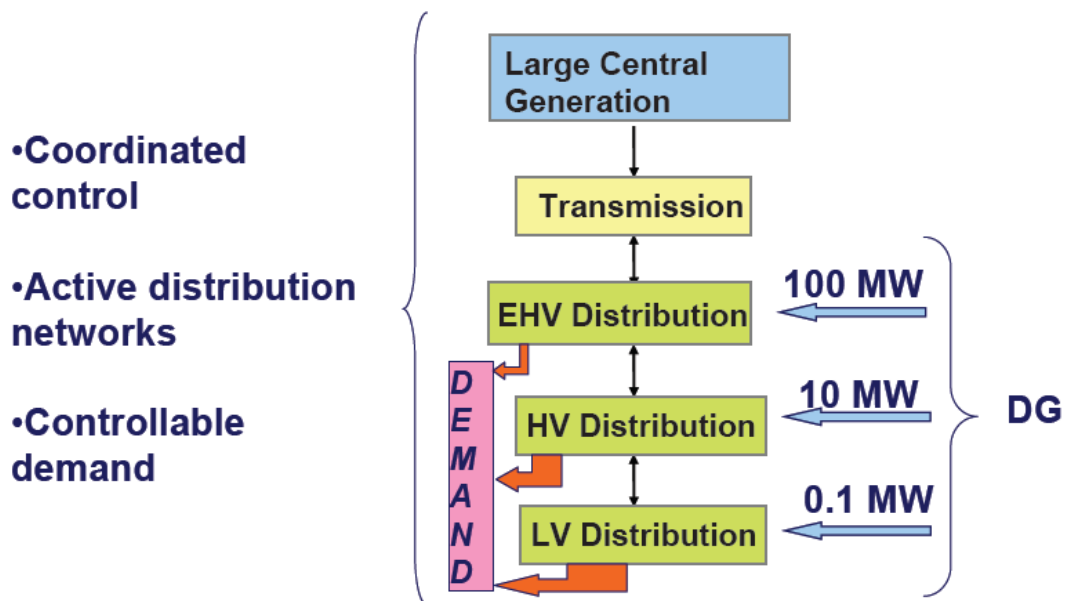 •Coordinated
control
•Active distribution
networks
•Controllable
demand
Large Central
Generation
Transmission
EHV Distribution
HV Distribution
LV Distribution
D
E
M
A
N
D
100 MW
10 MW
0.1 MW
DG